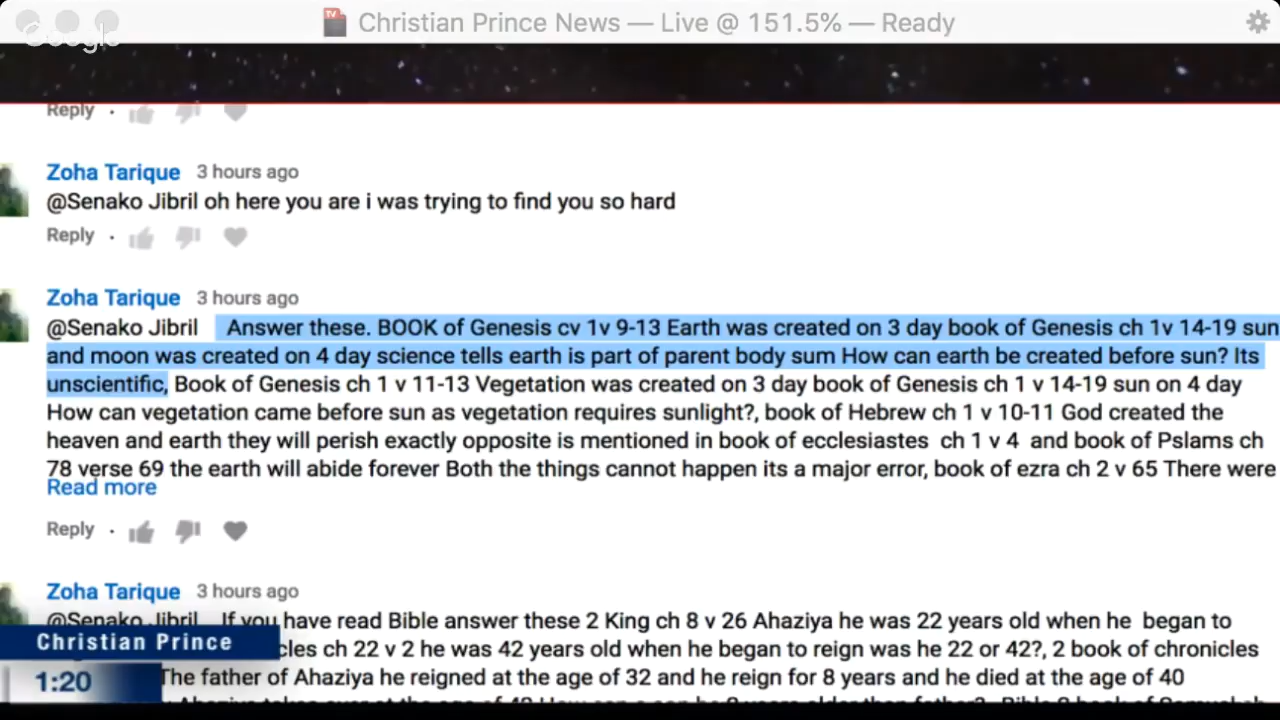 Christian Prince News — Live @ 151.5% — Ready
Google
Reply ·
Zoha Tarique 3 hours ago
@Senako Jibril oh here you are i was trying to find you so hard
Reply ·
Zoha Tarique 3 hours ago
@Senako Jibril Answer these. BOOK of Genesis cv 1v 9-13 Earth was created on 3 day book of Genesis ch 1v 14-19 sun
and moon was created on 4 day science tells earth is part of parent body sum How can earth be created before sun? Its
unscientific, Book of Genesis ch 1 v 11-13 Vegetation was created on 3 day book of Genesis ch 1 v 14-19 sun on 4 day
How can vegetation came before sun as vegetation requires sunlight?, book of Hebrew ch 1 v 10-11 God created the
heaven and earth they will perish exactly opposite is mentioned in book of ecclesiastes ch 1 v 4 and book of Pslams ch
78 verse 69 the earth will abide forever Both the things cannot happen its a major error, book of ezra ch 2 v 65 There were
Read more
Reply ·
Zoha Tarique 3 hours ago
@Senako Jibril If you have read Bible answer these 2 King ch 8 v 26 Ahaziya he was 22 years old when he began to
cles ch 22 v 2 he was 42 years old when he began to reign was he 22 or 42?, 2 book of chronicles
The father of Ahaziya he reigned at the age of 32 and he reign for 8 years and he died at the age of 40
Christian Prince
1:20